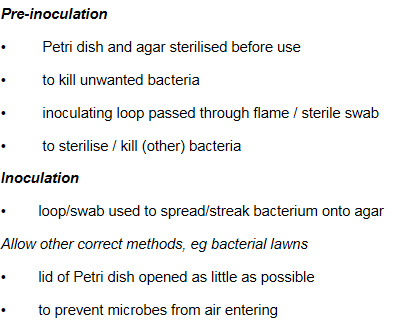 Pre-inoculation
• Petri dish and agar sterilised before use
• to kill unwanted bacteria
• inoculating loop passed through flame / sterile swab
• to sterilise / kill (other) bacteria
Inoculation
• loop/swab used to spread/streak bacterium onto agar
Allow other correct methods, eg bacterial lawns
• lid of Petri dish opened as little as possible
• to prevent microbes from air entering